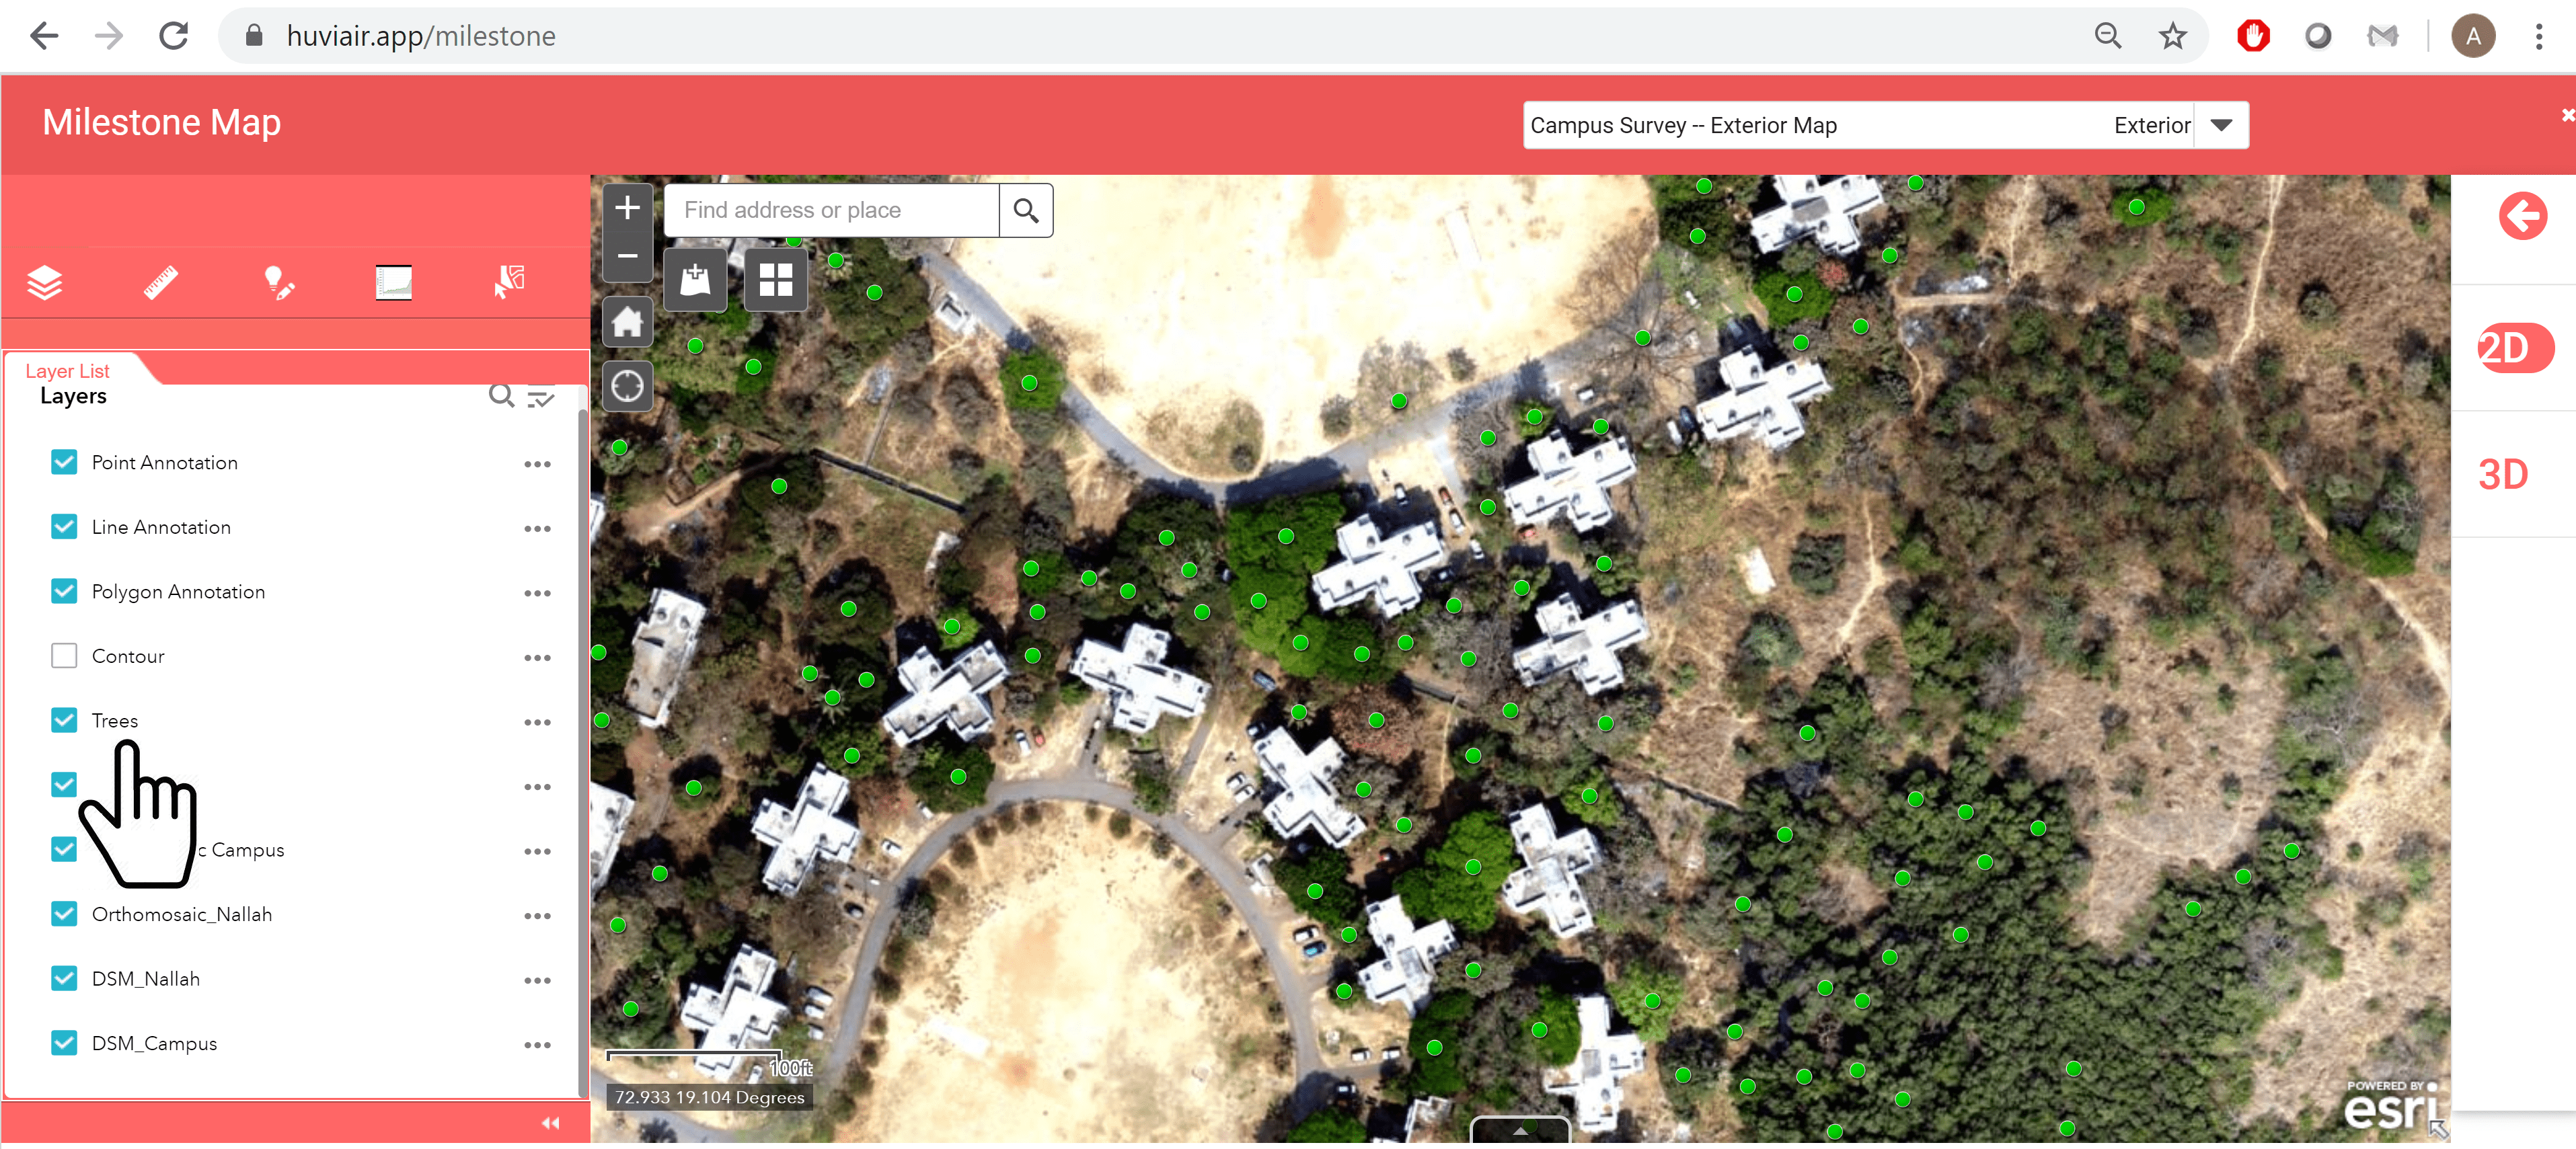 huviair.app/milestone
A
Milestone Map
Campus Survey -- Exterior Map Exterior
Find address or place
Layer List
Layers
Point Annotation
Line Annotation
Polygon Annotation
Contour
Trees
c Campus
Orthomosaic_Nallah
DSM_Nallah
DSM_Campus
2D
3D
100ft
72.933 19.104 Degrees
POWERED BY
esri